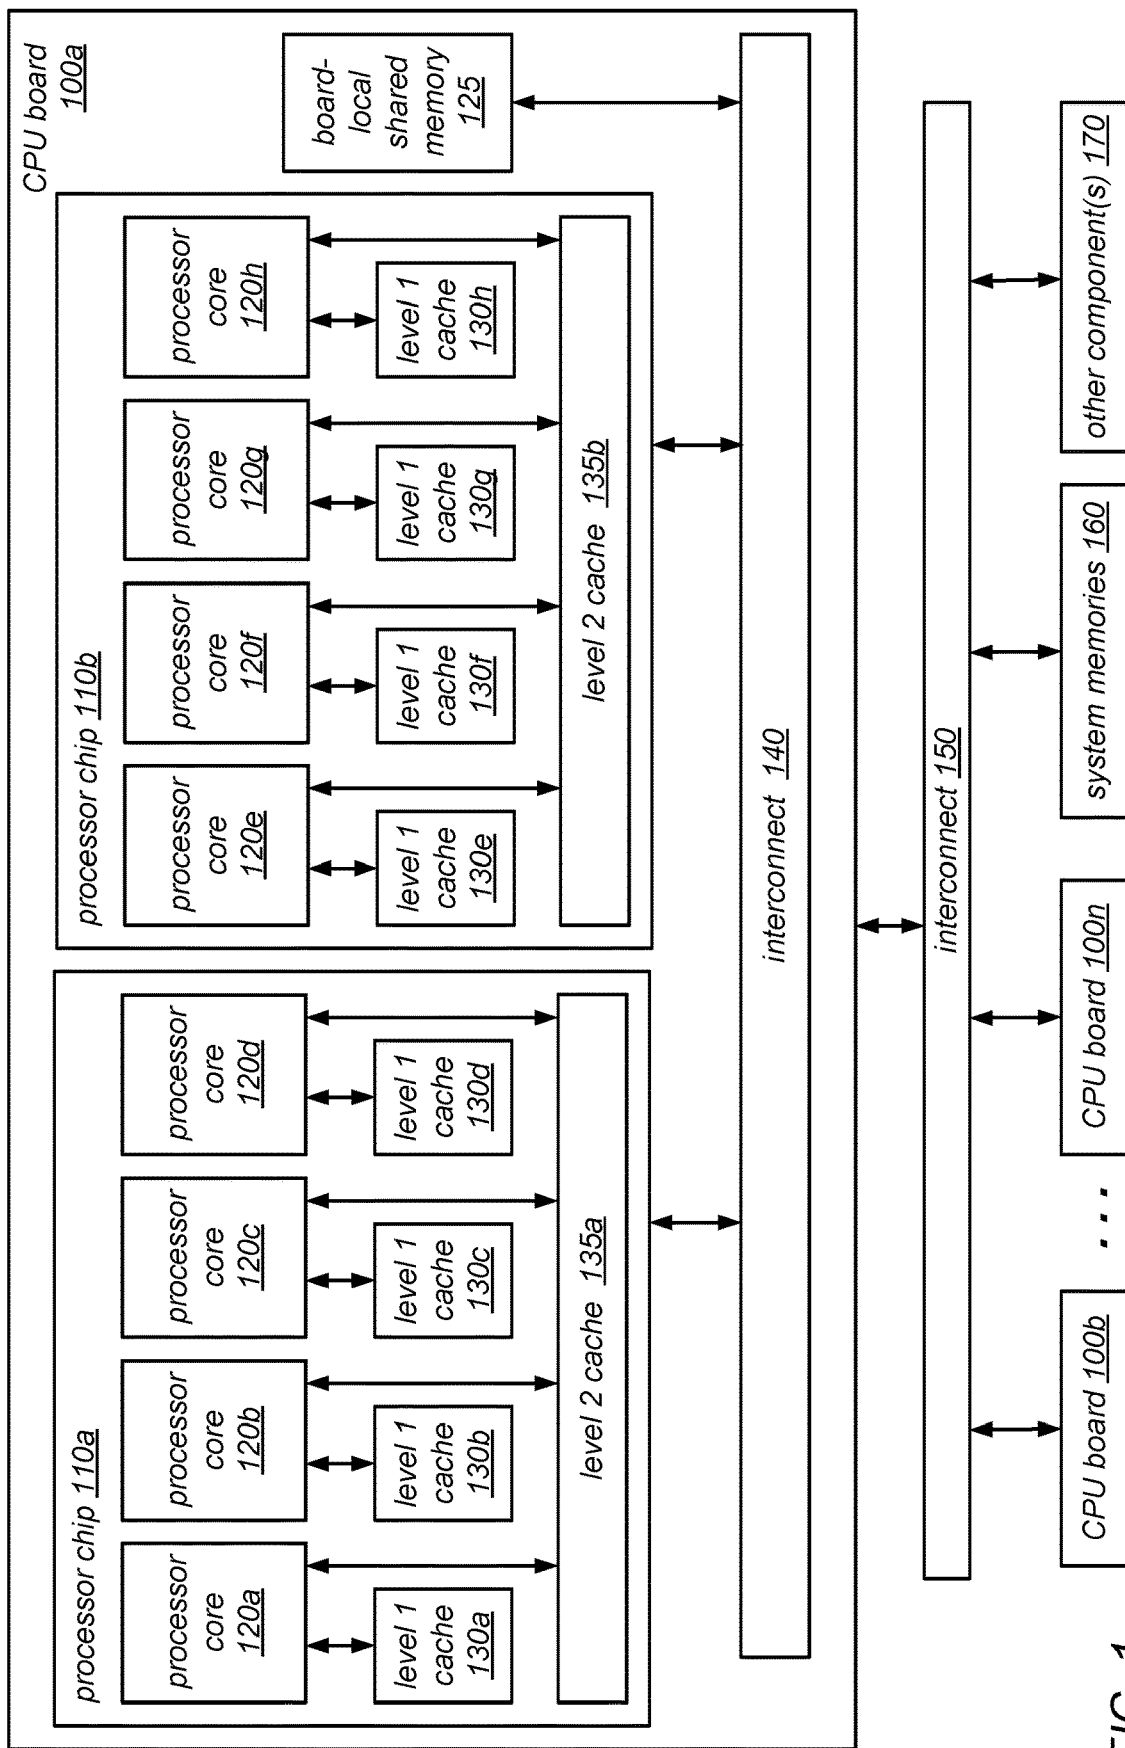 CPU board
100a
processor chip 110a
processor
core
120a
processor
core
120b
processor
core
120c
processor
core
120d
level 1
cache
130a
level 1
cache
130b
level 1
cache
130c
level 1
cache
130d
level 2 cache 135a
processor chip 110b
processor
core
120e
processor
core
120f
processor
core
120g
processor
core
120h
level 1
cache
130e
level 1
cache
130f
level 1
cache
130g
level 1
cache
130h
level 2 cache 135b
board-
local
shared
memory
125
interconnect 140
interconnect 150
CPU board 100b
. . .
CPU board 100n
system memories 160
other component(s) 170